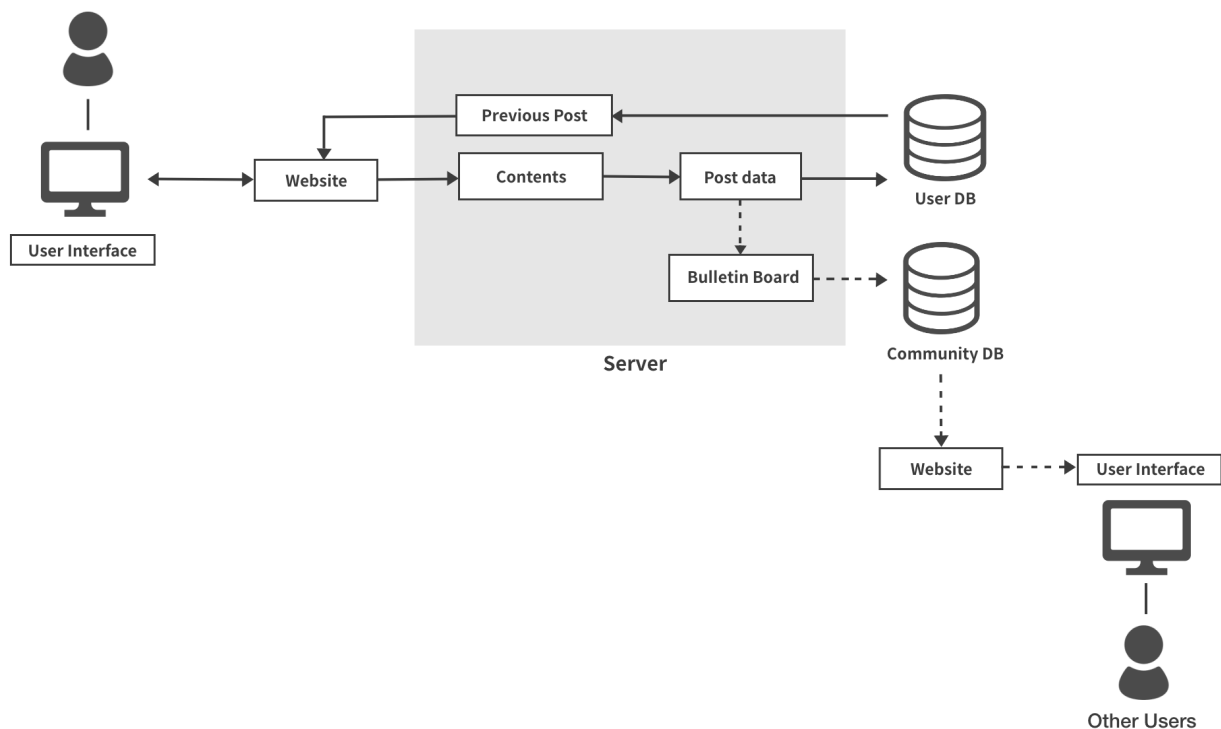 Previous Post
Website
Contents
Post data
User DB
User Interface
Bulletin Board
Server
Community DB
Website
User Interface
Other Users